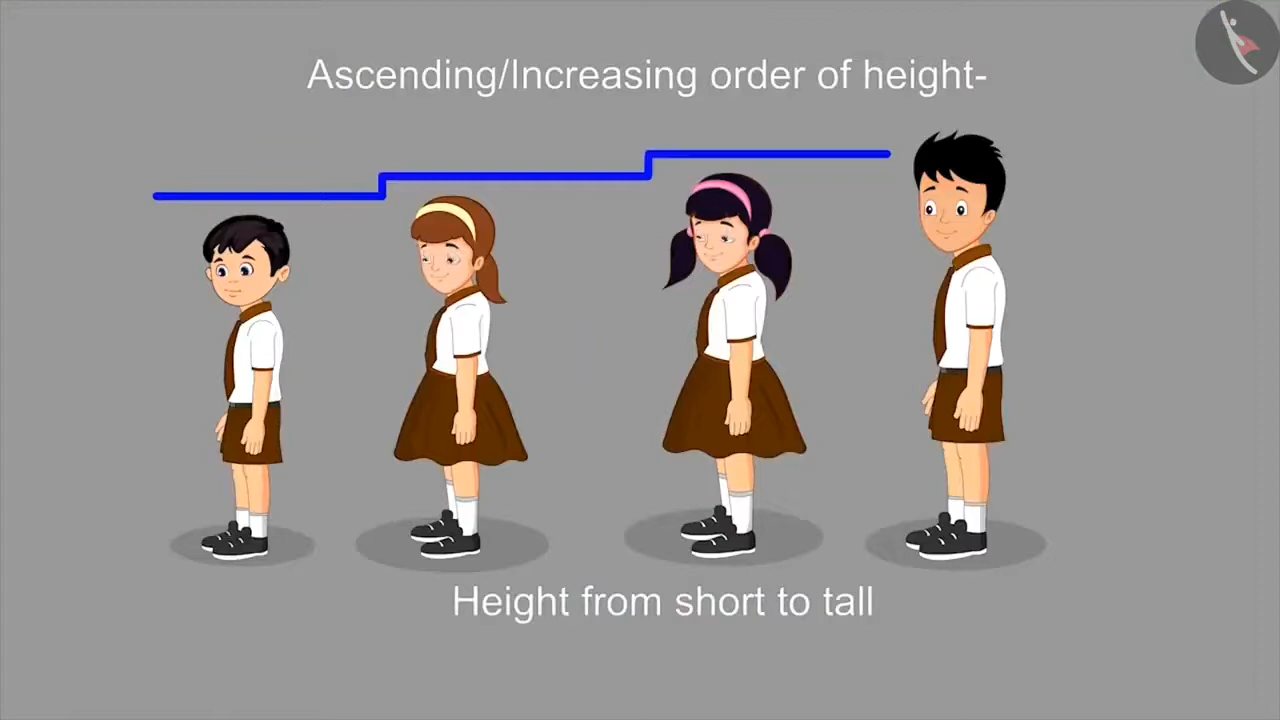 Ascending/Increasing order of height-
Height from short to tall